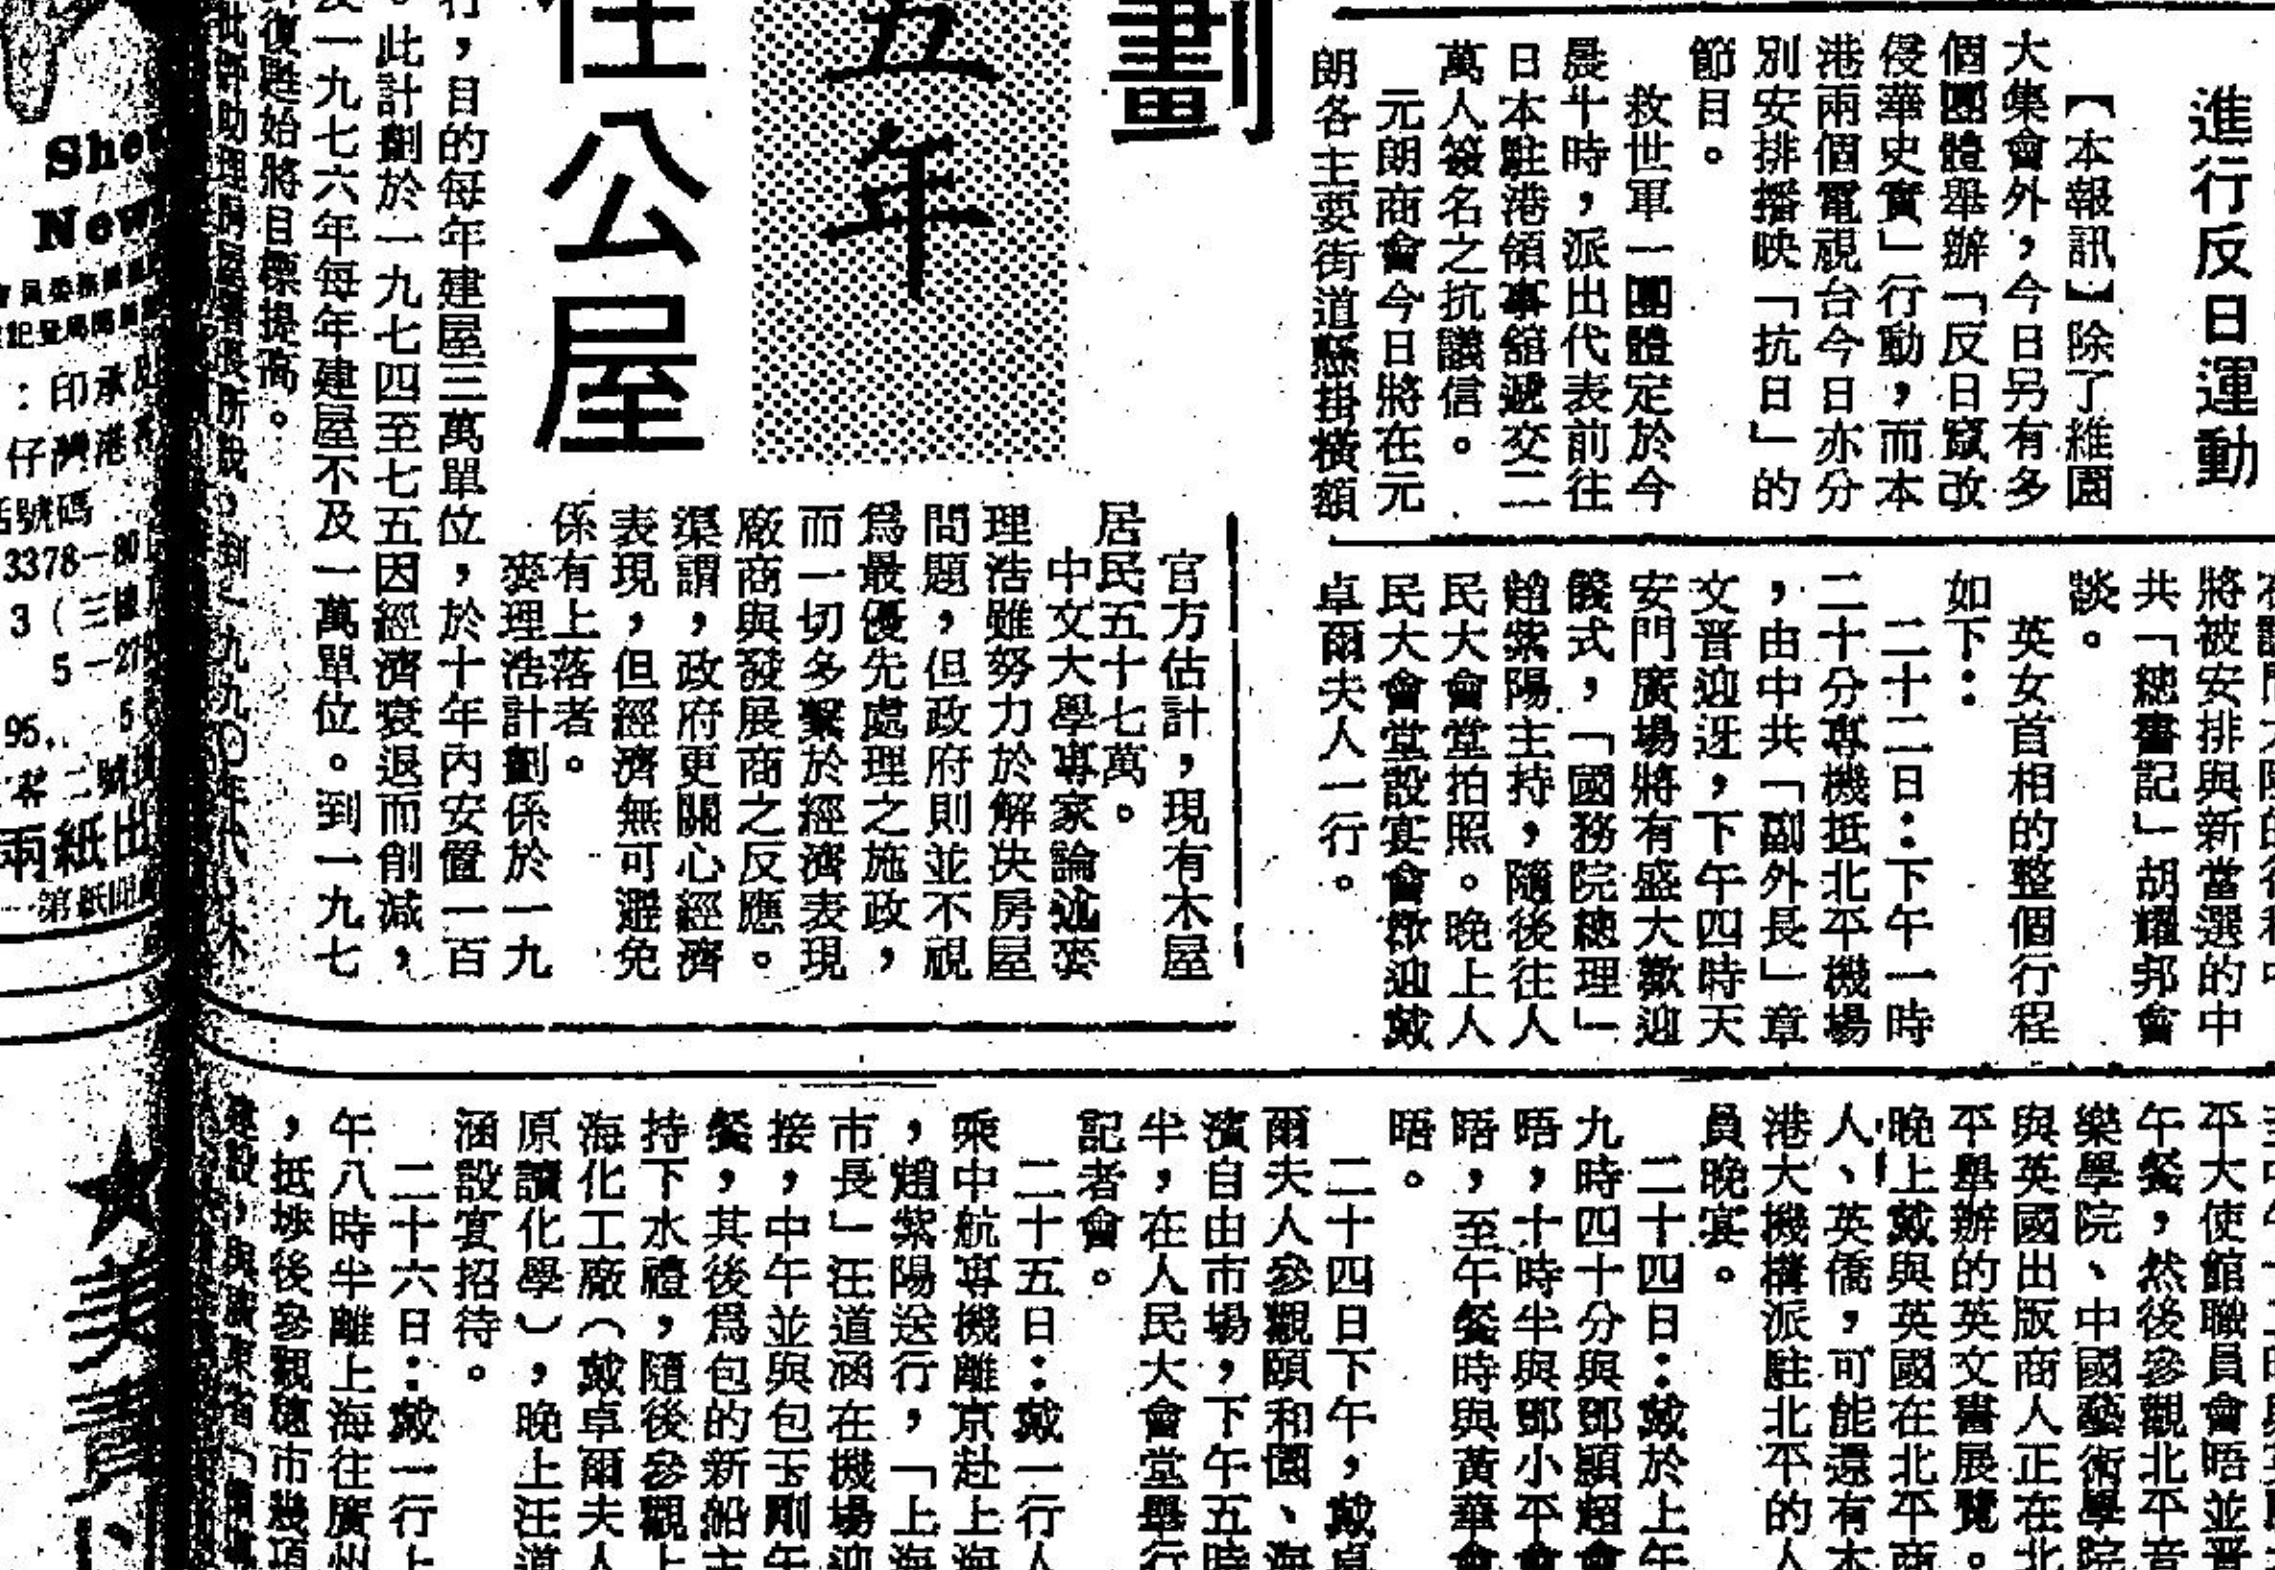 進行反日運動
【本報訊】除了維園
大集會外，今日另有多
個團體舉辦「反日竄改
侵華史實」行動，而本
港兩個電視台今日亦分
別安排播映「抗日」的
節目。
救世軍一團體定於今
晨十時，派出代表前往
日本駐港領事舘遞交二
萬人簽名之抗議信。
元朗商會今日將在元
朗各主要街道懸掛橫額
將被安排與新當選的中
共「總書記」胡耀邦會
談。
英女首相的整個行程
如下：
二十二日：下午一時
二十分專機抵北平機場
，由中共「副外長」章
文晋迎迓，下午四時天
安門廣場將有盛大歡迎
儀式，「國務院總理」
趙紫陽主持，隨後往人
民大會堂拍照。晚上人
民大會堂設宴會欵迎戴
卓爾夫人一行。
劃
五年
住公屋
官方估計，現有木屋
居民五十七萬。
中文大學專家論述麥
理浩雖努力於解決房屋
問題，但政府則並不視
爲最優先處理之施政，
而一切多繫於經濟表現
廠商與發展商之反應。
渠謂，政府更關心經濟
表現，但經濟無可避免
係有上落者。
麥理浩計劃係於一九
行，目的每年建屋三萬單位，於十年內安置一百
。此計劃於一九七四至七五因經濟衰退而削減，
及一九七六年每年建屋不及一萬單位。到一九七
復甦始將目標提高。
平大使館職員會晤並晋
午餐，然後參觀北平音
樂學院、中國藝術學院
與英國出版商人正在北
平舉辦的英文書展覽。
晚上戴與英國在北平商
人、英僑，可能還有本
港大機構派駐北平的人
員晚宴。
二十四日：戴於上午
九時四十分與鄧穎超會
晤，十時半與鄧小平會
晤，至午餐時與黃華會
晤。
二十四日下午，戴卓
爾夫人參觀頤和園、海
濱自由市場，下午五時
半，在人民大會堂舉行
記者會。
二十五日：戴一行人
乘中航專機離京赴上海
，趙紫陽送行，「上海
市長」汪道涵在機場迎
接，中午並與包玉剛午
餐，其後爲包的新船主
持下水禮，隨後參觀上
海化工廠（戴卓爾夫人
原讀化學），晚上汪道
涵設宴招待。
二十六日：戴一行上
午八時半離上海往廣州
，抵埗後參觀穗市幾項
She
New
印承
3378